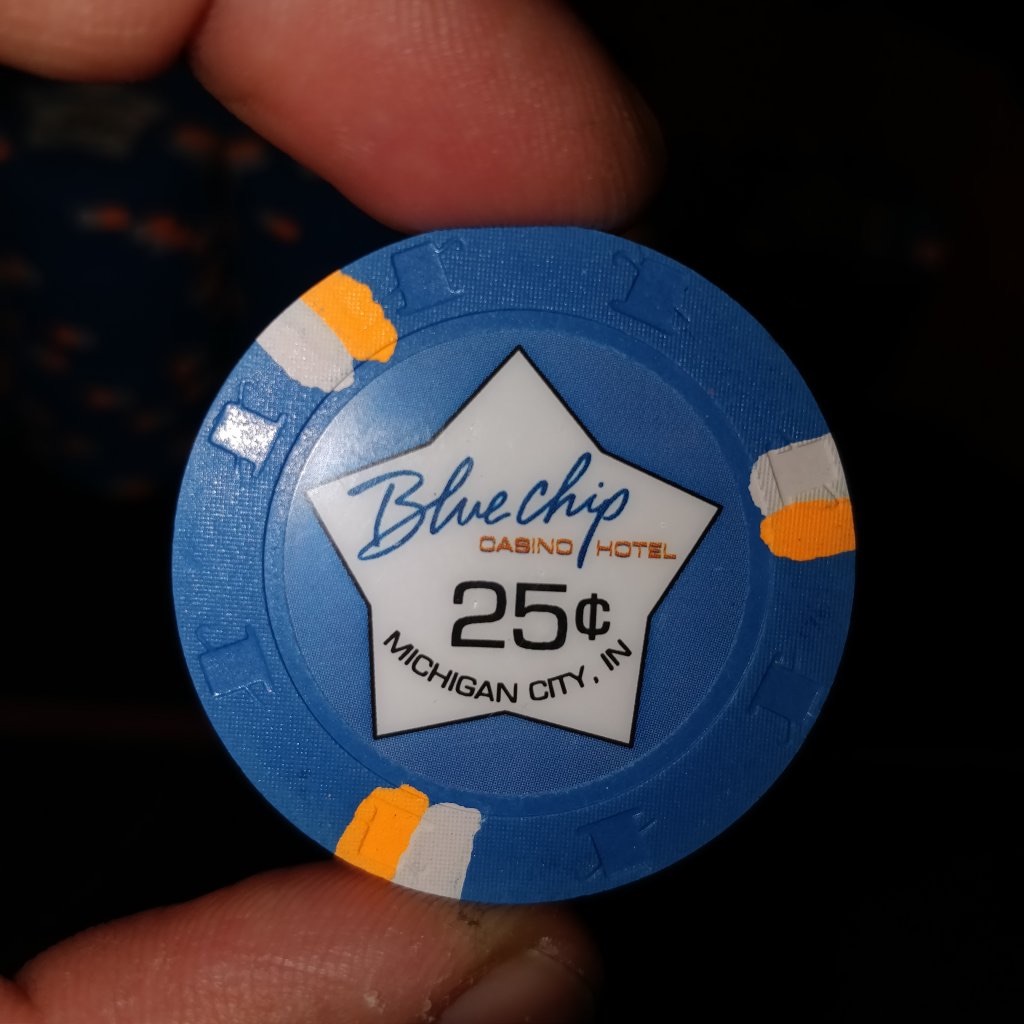 Blue chip
CASINO HOTEL
25¢
MICHIGAN CITY, IN